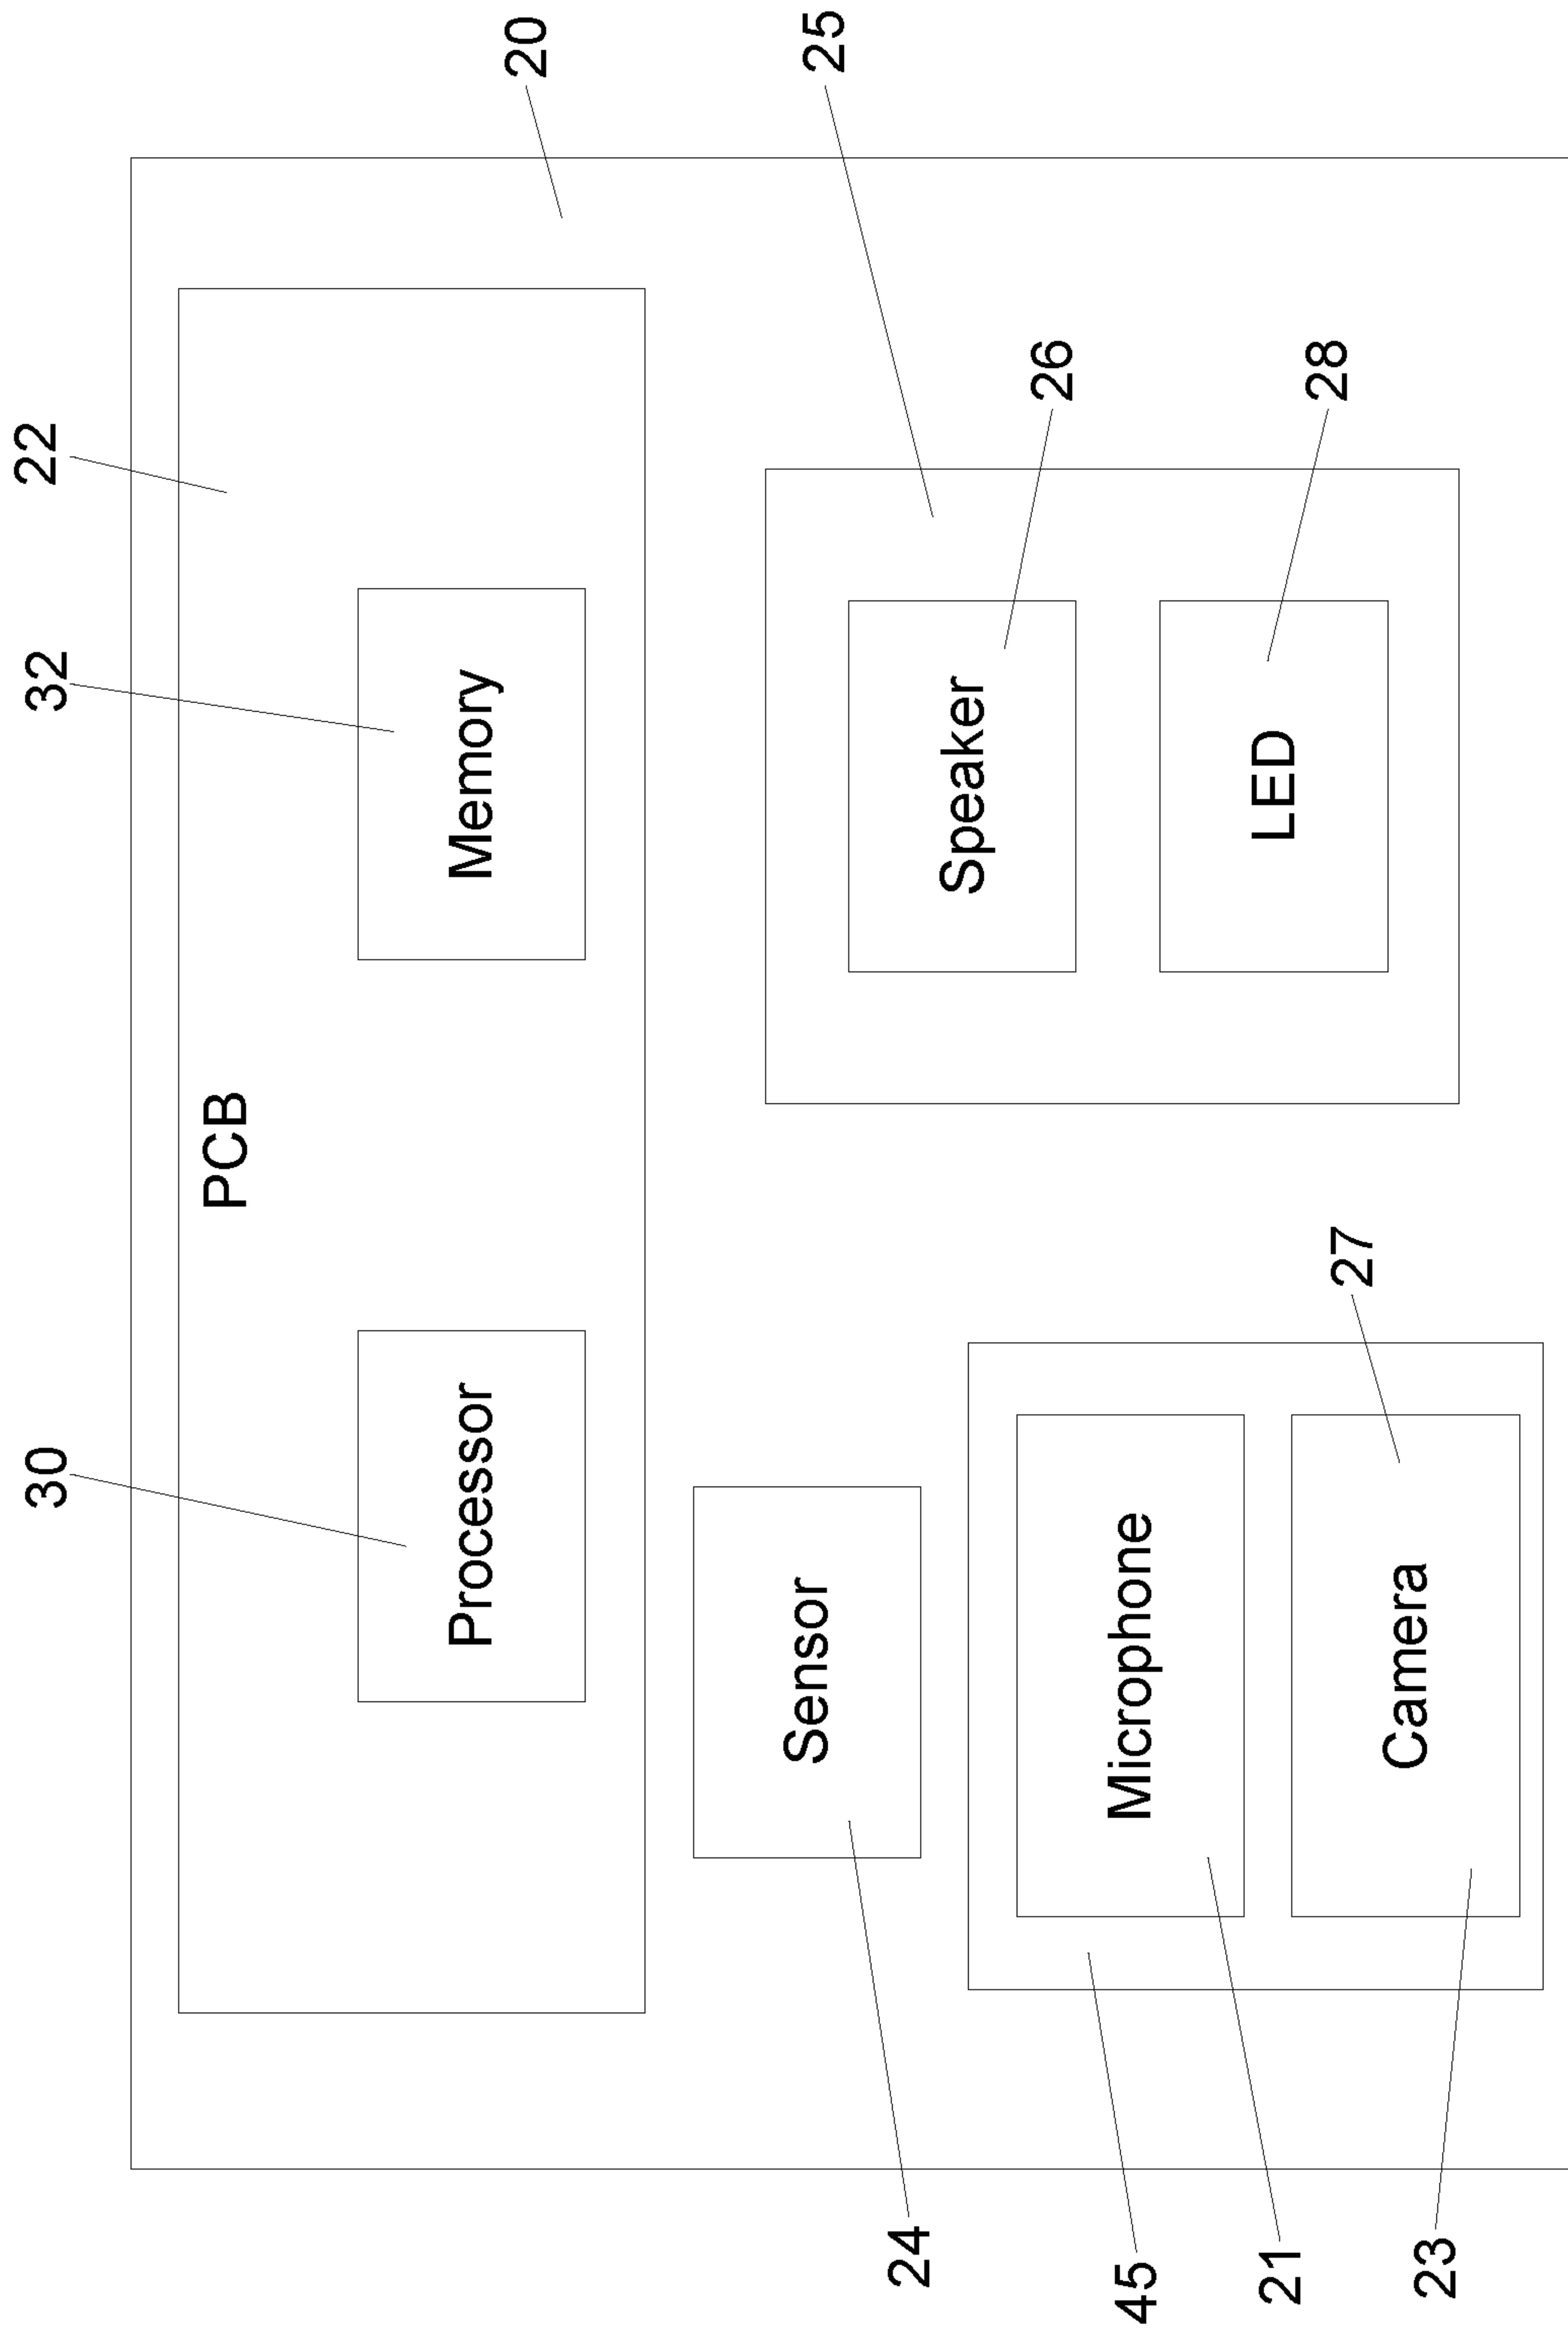 30
32
22
PCB
Processor
Memory
20
Sensor
25
24
Speaker
26
45
Microphone
21
LED
28
27
Camera
23